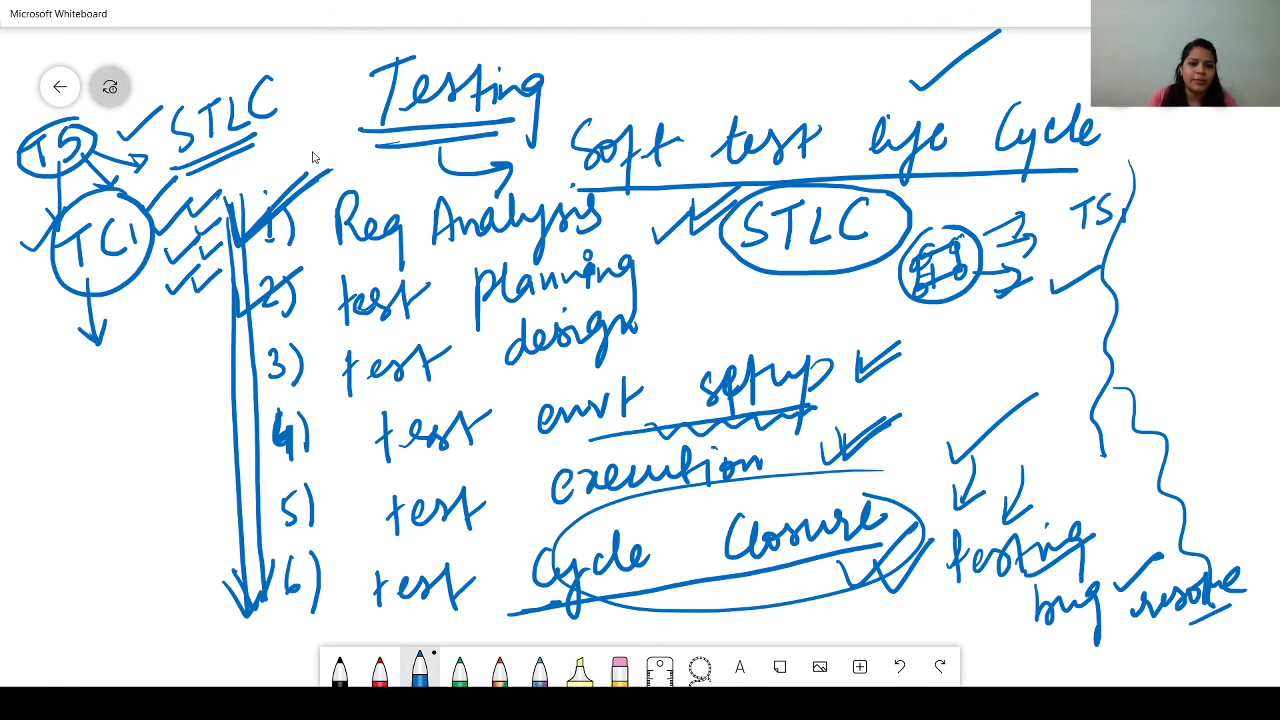 Microsoft Whiteboard
Testing
STLC
TS
Soft test life Cycle
1) Req Analysis
STLC
TS
TC1
2) test planning
3) test design
4) test envt setup
5) test execution
6) test Cycle Closure
testing
bug resolve
A